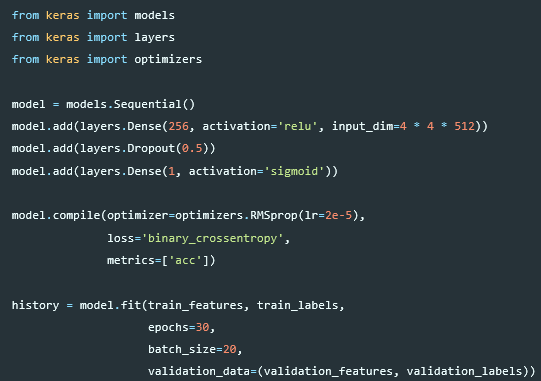 from keras import models
from keras import layers
from keras import optimizers

model = models.Sequential()
model.add(layers.Dense(256, activation='relu', input_dim=4 * 4 * 512))
model.add(layers.Dropout(0.5))
model.add(layers.Dense(1, activation='sigmoid'))

model.compile(optimizer=optimizers.RMSprop(lr=2e-5),
              loss='binary_crossentropy',
              metrics=['acc'])

history = model.fit(train_features, train_labels,
                    epochs=30,
                    batch_size=20,
                    validation_data=(validation_features, validation_labels))